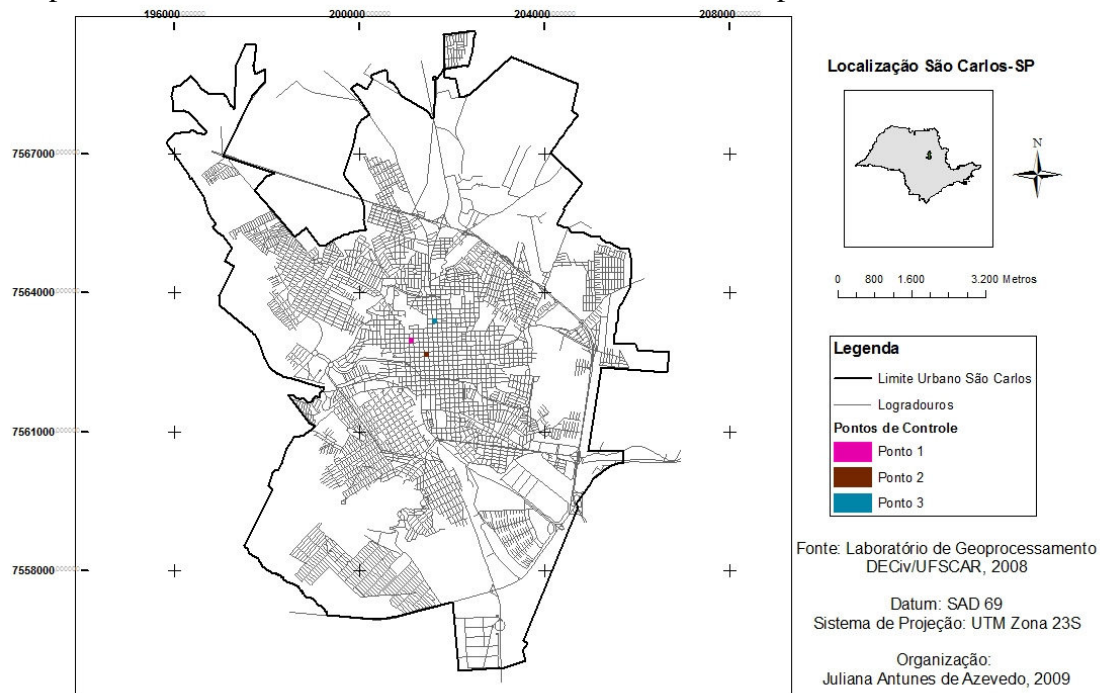 196000 200000 204000 208000
7567000
7564000
7561000
7558000
Localização São Carlos-SP
N
0 800 1.600 3.200 Metros
Legenda
Limite Urbano São Carlos
Logradouros
Pontos de Controle
Ponto 1
Ponto 2
Ponto 3
Fonte: Laboratório de Geoprocessamento
DECiv/UFSCAR, 2008
Datum: SAD 69
Sistema de Projeção: UTM Zona 23S
Organização:
Juliana Antunes de Azevedo, 2009